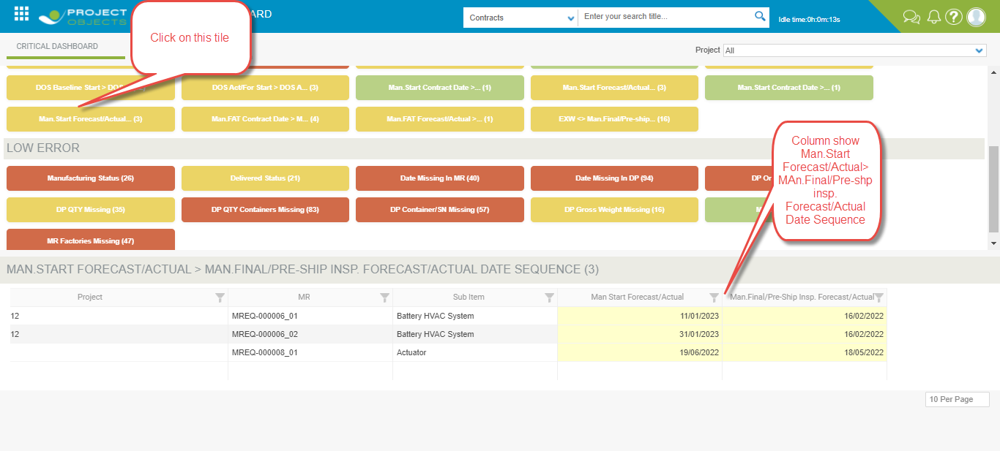 PROJECT
OBJECTS
ARD
Contracts
Enter your search title...
Idle time:0h:0m:13s
Click on this tile
CRITICAL DASHBOARD
Project
All
DOS Baseline Start > DOS
DOS Act/For Start > DOS A... (3)
Man.Start Contract Date >... (1)
Man.Start Forecast/Actual... (3)
Man.Start Contract Date >... (1)
Man.Start Forecast/Actual... (3)
Man.FAT Contract Date > M... (4)
Man.FAT Forecast/Actual >... (1)
EXW <> Man.Final/Pre-ship... (16)
Column show
Man.Start
Forecast/Actual>
MAn.Final/Pre-shp
insp.
Forecast/Actual
Date Sequence
LOW ERROR
Manufacturing Status (26)
Delivered Status (21)
Date Missing In MR (40)
Date Missing In DP (94)
DP Or
DP QTY Missing (35)
DP QTY Containers Missing (83)
DP Container/SN Missing (57)
DP Gross Weight Missing (16)
MR Factories Missing (47)
MAN.START FORECAST/ACTUAL > MAN.FINAL/PRE-SHIP INSP. FORECAST/ACTUAL DATE SEQUENCE (3)
Project MR Sub Item Man Start Forecast/Actual Man.Final/Pre-Ship Insp. Forecast/Actual
12 MREQ-000006_01 Battery HVAC System 11/01/2023 16/02/2022
12 MREQ-000006_02 Battery HVAC System 31/01/2023 16/02/2022
MREQ-000008_01 Actuator 19/06/2022 18/05/2022
10 Per Page